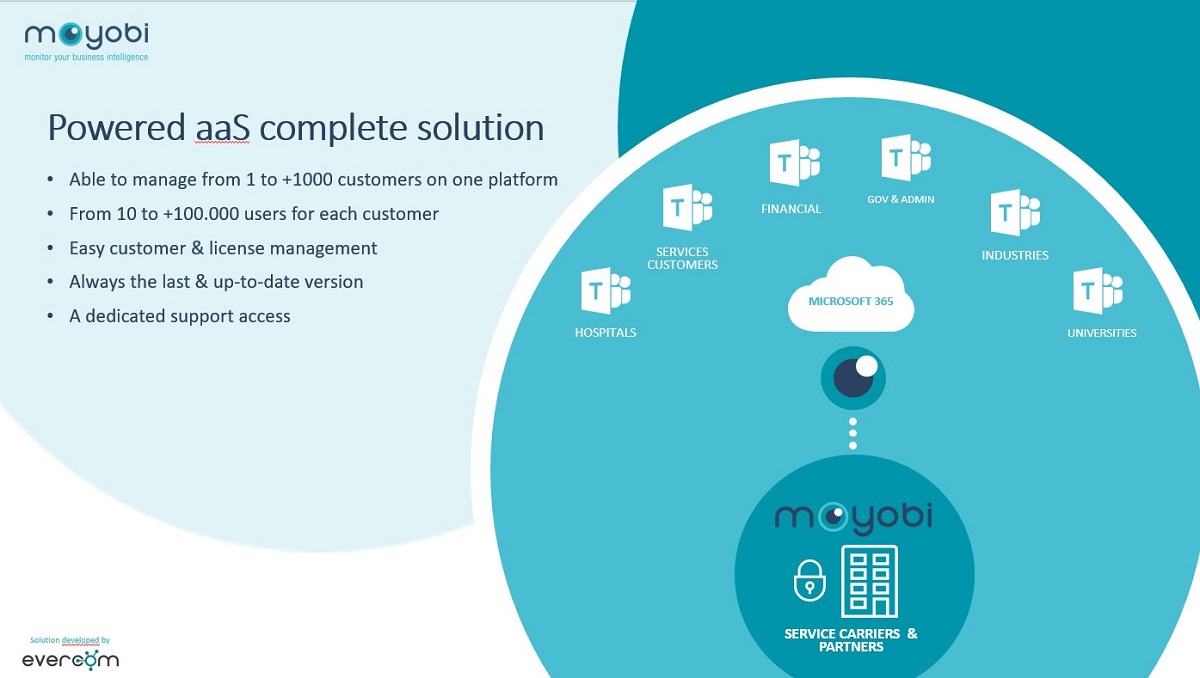 moyobi
monitor your business intelligence
Powered aaS complete solution
• Able to manage from 1 to +1000 customers on one platform
• From 10 to +100.000 users for each customer
• Easy customer & license management
• Always the last & up-to-date version
• A dedicated support access
T
HOSPITALS
T
SERVICES
CUSTOMERS
T
FINANCIAL
T
GOV & ADMIN
T
INDUSTRIES
T
UNIVERSITIES
MICROSOFT 365
moyobi
SERVICE CARRIERS &
PARTNERS
Solution developed by
evercom